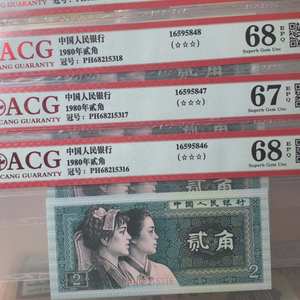 ACG
CANG GUARANTY
中国人民银行
1980年贰角
冠号: PH68215318
16595848
(☆☆☆)
68 EPQ
Superb Gem Unc
ACG
CANG GUARANTY
中国人民银行
1980年贰角
冠号: PH68215317
16595847
(☆☆☆)
67 EPQ
Superb Gem Unc
ACG
CANG GUARANTY
中国人民银行
1980年贰角
冠号: PH68215316
16595846
(☆☆☆)
68 EPQ
Superb Gem Unc
中国人民银行
贰角
2
2